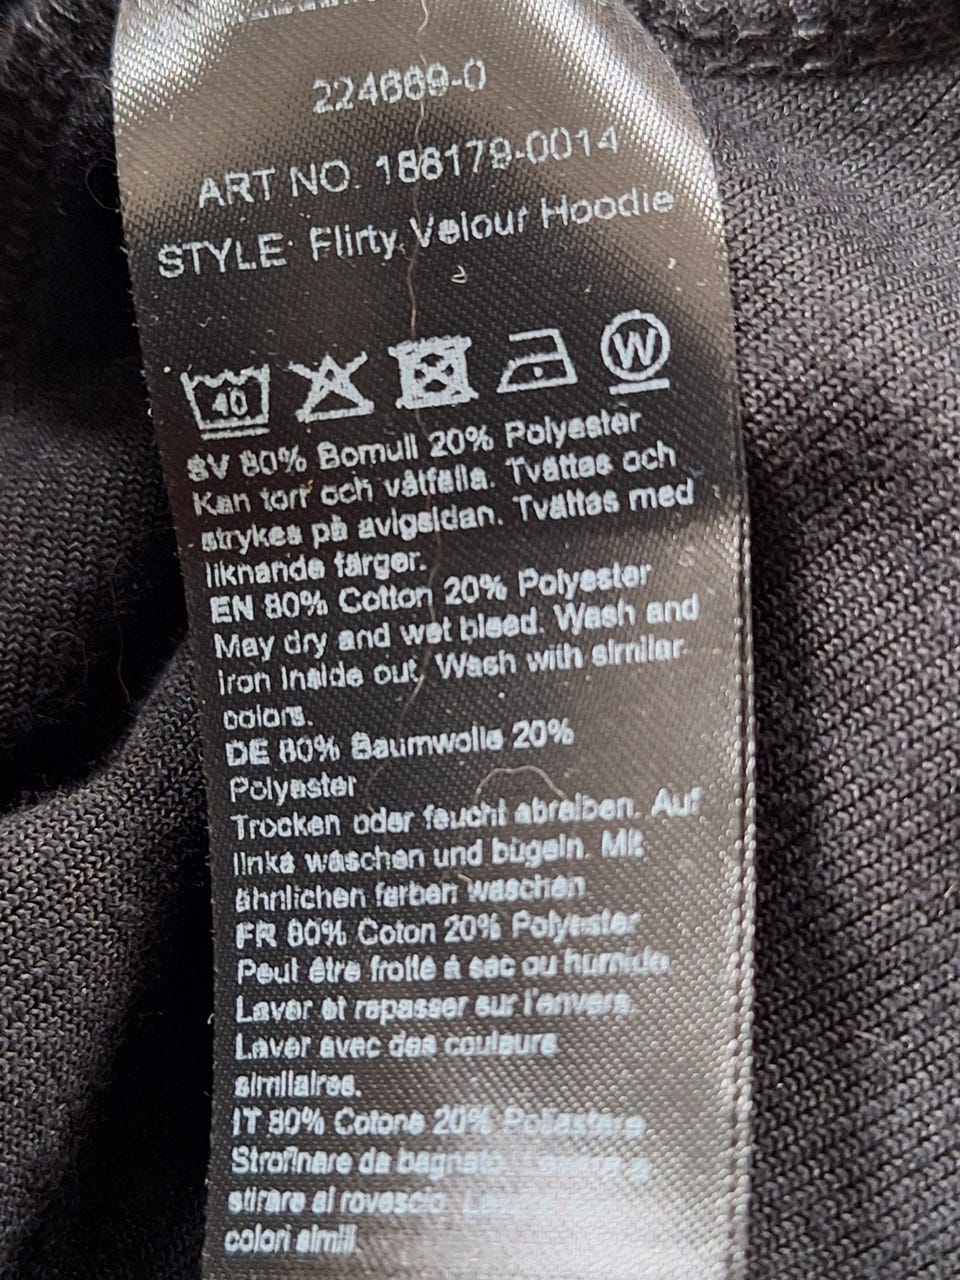 224669-0
ART NO. 186179-0014
STYLE: Flirty Velour Hoodie
40
W
SV 80% Bomull 20% Polyester
Kan torr och våtfälla. Tvättas och
strykes på avigsidan. Tvättas med
liknande färger.
EN 80% Cotton 20% Polyester
May dry and wet bleed. Wash and
iron inside out. Wash with similar
colors.
DE 80% Baumwolle 20%
Polyester
Trocken oder feucht abreiben. Auf
links waschen und bügeln. Mit
ähnlichen farben waschen
FR 80% Coton 20% Polyester
Peut être frotté á sec ou humide
Laver et repasser sur l'envers.
Laver avec des couleurs
similaires.
IT 80% Cotone 20% Poliestere
Strofinare da bagnato.
stirare al rovescio.
colori simili.